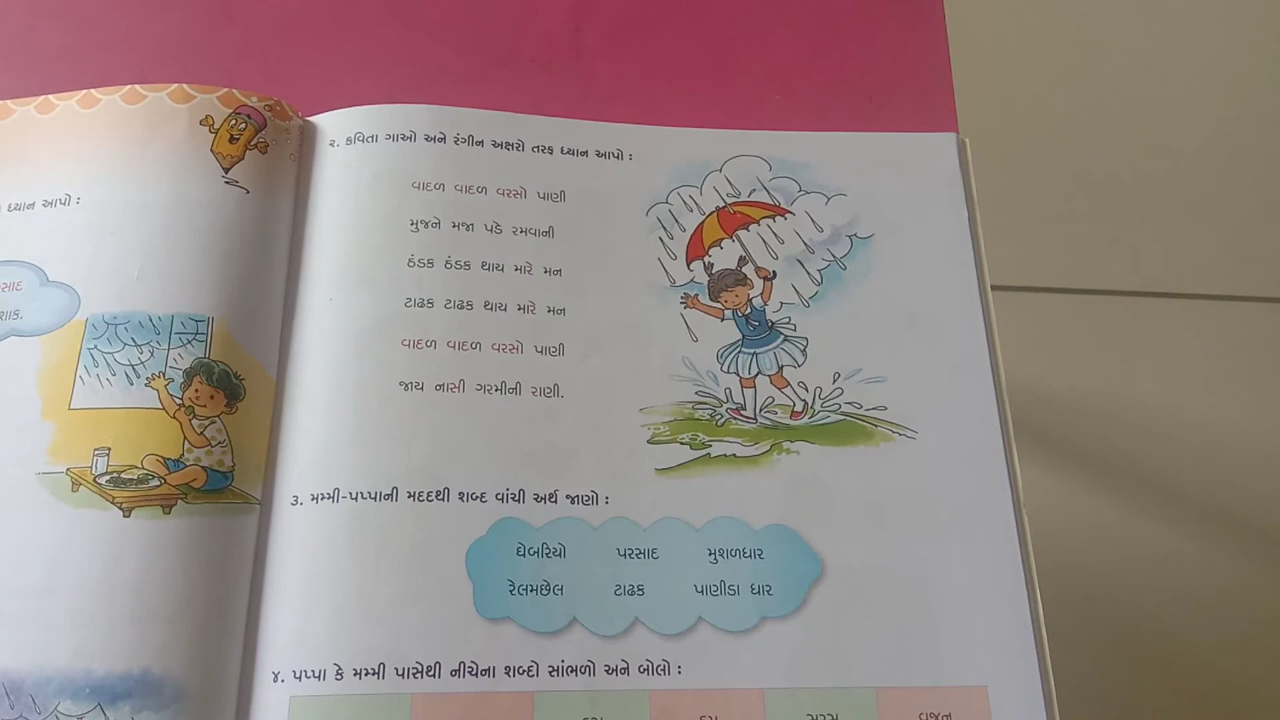 ધ્યાન આપો :
સાદ
શાક.
૨. કવિતા ગાઓ અને રંગીન અક્ષરો તરફ ધ્યાન આપો :
વાદળ વાદળ વરસો પાણી
મુજને મજા પડે રમવાની
ઠંડક ઠંડક થાય મારે મન
ટાઢક ટાઢક થાય મારે મન
વાદળ વાદળ વરસો પાણી
જાય નાસી ગરમીની રાણી.
૩. મમ્મી-પપ્પાની મદદથી શબ્દ વાંચી અર્થ જાણો :
ઘેબરિયો પરસાદ મુશળધાર
રેલમછેલ ટાઢક પાણીડા ધાર
૪. પપ્પા કે મમ્મી પાસેથી નીચેના શબ્દો સાંભળો અને બોલો :